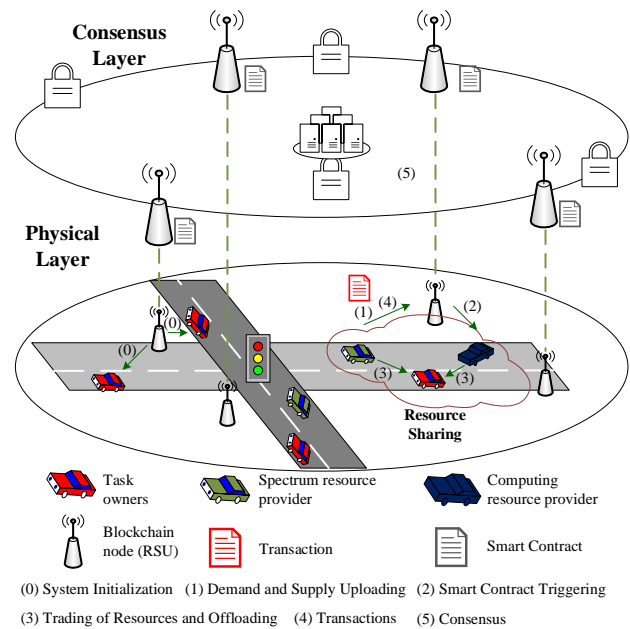 Consensus
Layer
(5)
Physical
Layer
(0)
(0)
(1)
(4)
(2)
(3)
(3)
Resource
Sharing
Task
owners
Spectrum resource
provider
Computing
resource provider
Blockchain
node (RSU)
Transaction
Smart Contract
(0) System Initialization (1) Demand and Supply Uploading (2) Smart Contract Triggering
(3) Trading of Resources and Offloading (4) Transactions (5) Consensus